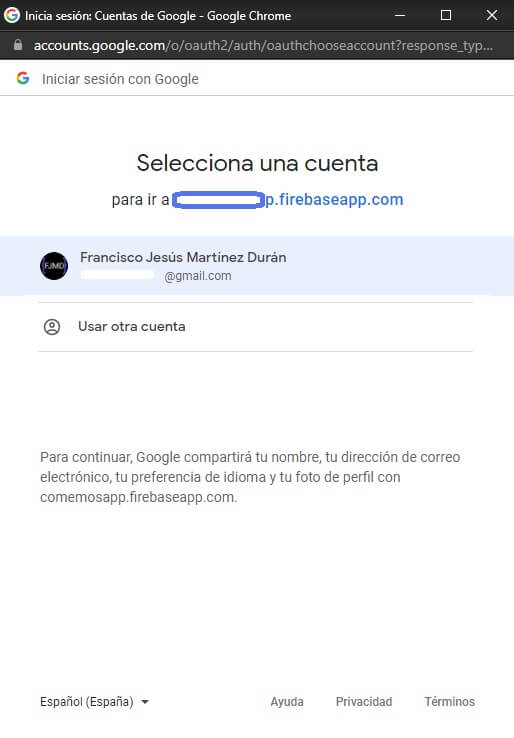 Inicia sesión: Cuentas de Google - Google Chrome
accounts.google.com/o/oauth2/auth/oauthchooseaccount?response_typ...
Iniciar sesión con Google
Selecciona una cuenta
para ir a p.firebaseapp.com
FJMD
Francisco Jesús Martínez Durán
@gmail.com
Usar otra cuenta
Para continuar, Google compartirá tu nombre, tu dirección de correo
electrónico, tu preferencia de idioma y tu foto de perfil con
comemosapp.firebaseapp.com.
Español (España) Ayuda Privacidad Términos